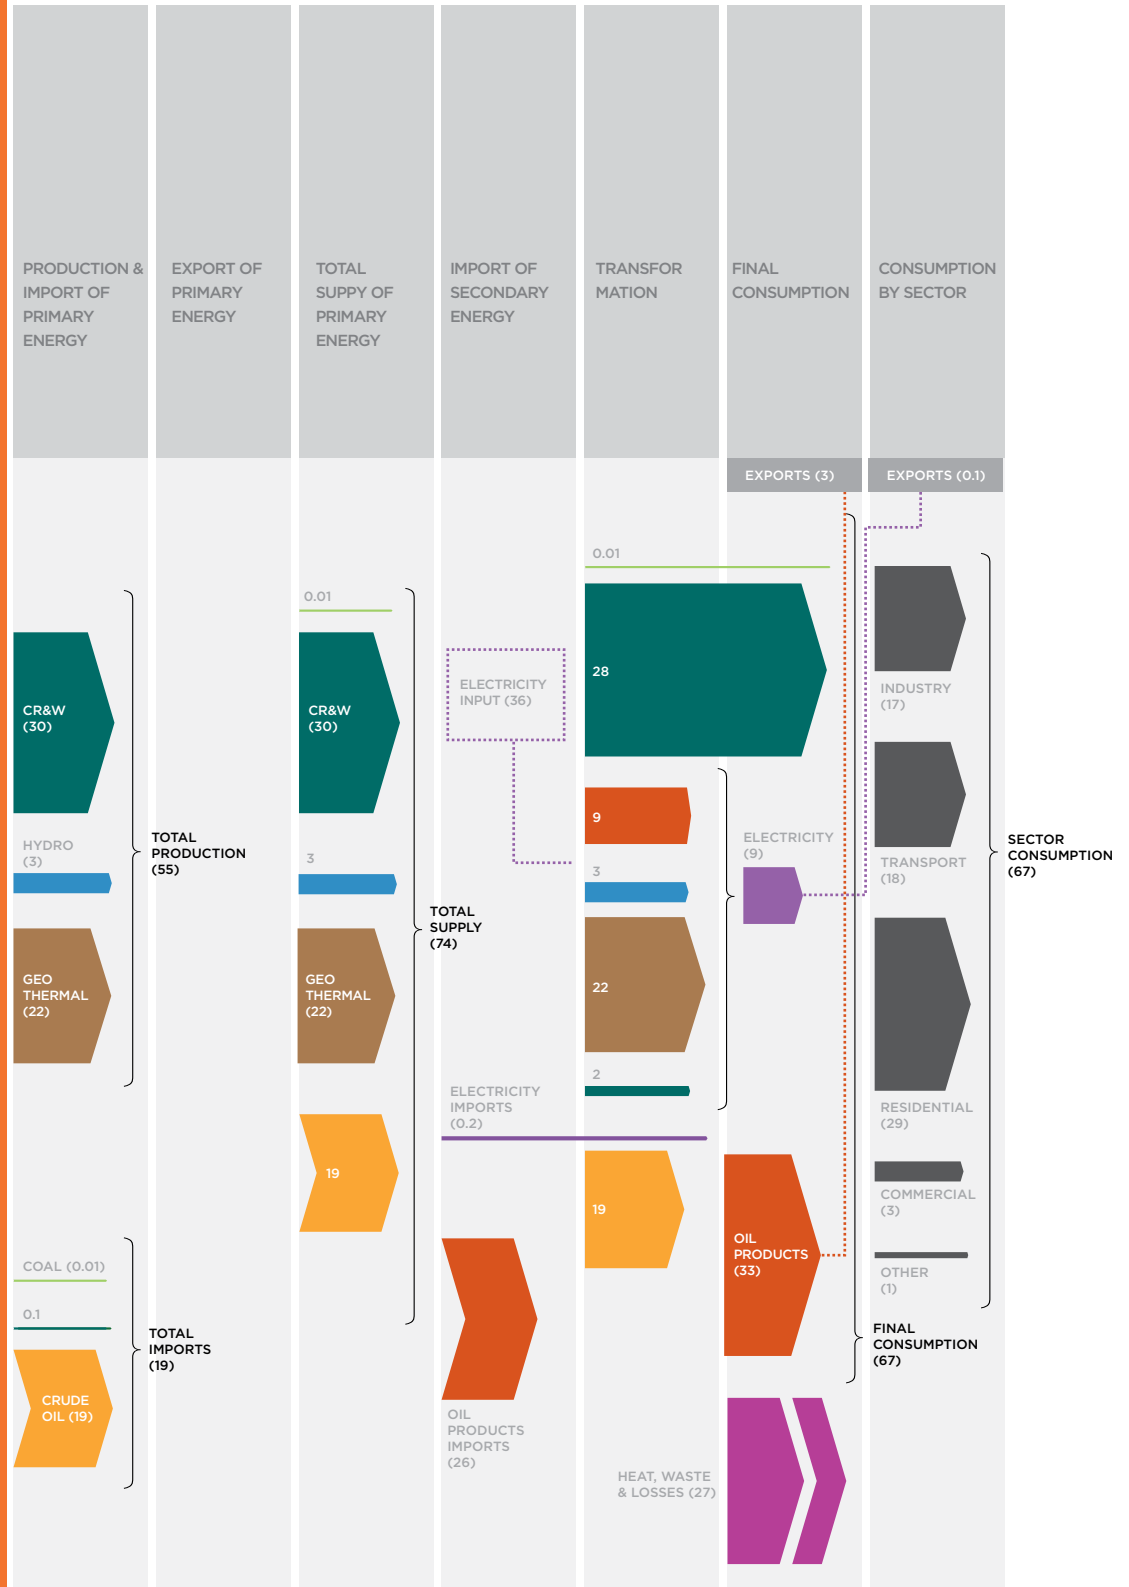 PRODUCTION &
IMPORT OF
PRIMARY
ENERGY
EXPORT OF
PRIMARY
ENERGY
TOTAL
SUPPY OF
PRIMARY
ENERGY
IMPORT OF
SECONDARY
ENERGY
TRANSFOR
MATION
FINAL
CONSUMPTION
CONSUMPTION
BY SECTOR
EXPORTS (3)
EXPORTS (0.1)
CR&W
(30)
HYDRO
(3)
GEO
THERMAL
(22)
TOTAL
PRODUCTION
(55)
COAL (0.01)
0.1
CRUDE
OIL (19)
TOTAL
IMPORTS
(19)
0.01
CR&W
(30)
3
GEO
THERMAL
(22)
19
TOTAL
SUPPLY
(74)
ELECTRICITY
INPUT (36)
ELECTRICITY
IMPORTS
(0.2)
OIL
PRODUCTS
IMPORTS
(26)
0.01
28
9
3
22
2
19
ELECTRICITY
(9)
OIL
PRODUCTS
(33)
HEAT, WASTE
& LOSSES (27)
FINAL
CONSUMPTION
(67)
INDUSTRY
(17)
TRANSPORT
(18)
RESIDENTIAL
(29)
COMMERCIAL
(3)
OTHER
(1)
SECTOR
CONSUMPTION
(67)